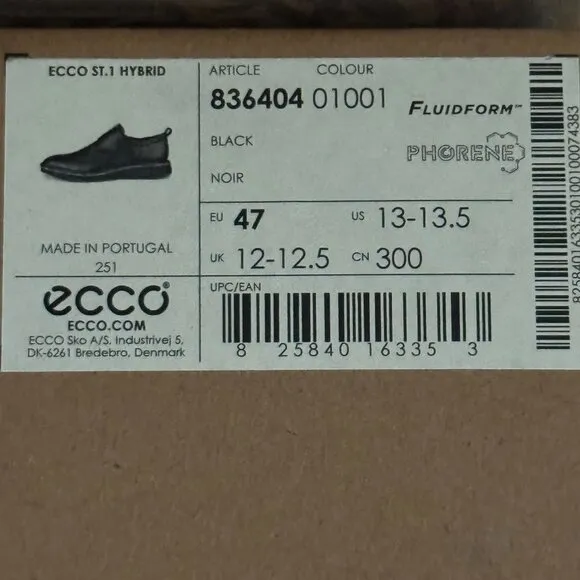 ECCO ST.1 HYBRID
MADE IN PORTUGAL
251
ecco
ECCO.COM
ECCO Sko A/S, Industrivej 5,
DK-6261 Bredebro, Denmark
ARTICLE COLOUR
836404 01001
FLUIDFORM™
BLACK
PHORENE
NOIR
EU 47 US 13-13.5
UK 12-12.5 CN 300
UPC/EAN
8 25840 16335 3
8258401633530100100074383